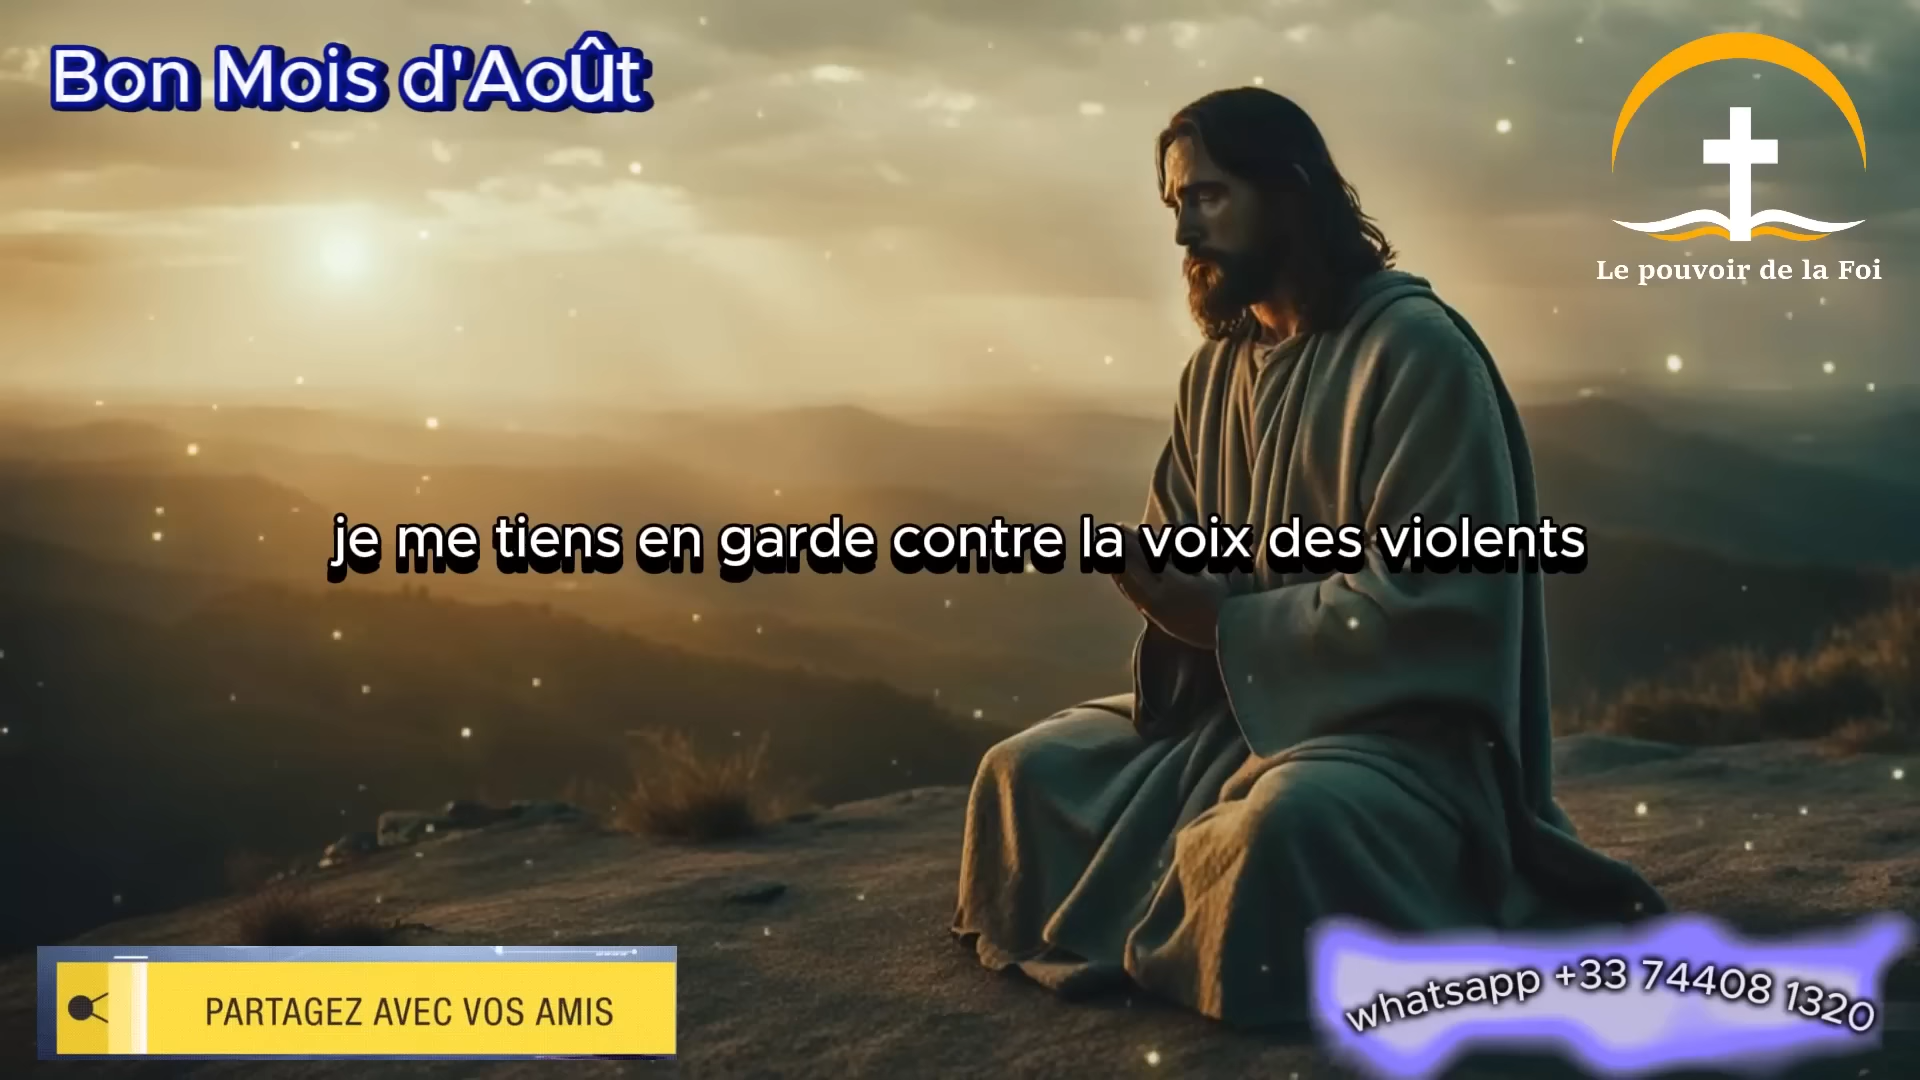 Bon Mois d'AoÛt
Le pouvoir de la Foi
je me tiens en garde contre la voix des violents
PARTAGEZ AVEC VOS AMIS
whatsapp +33 74408 1320